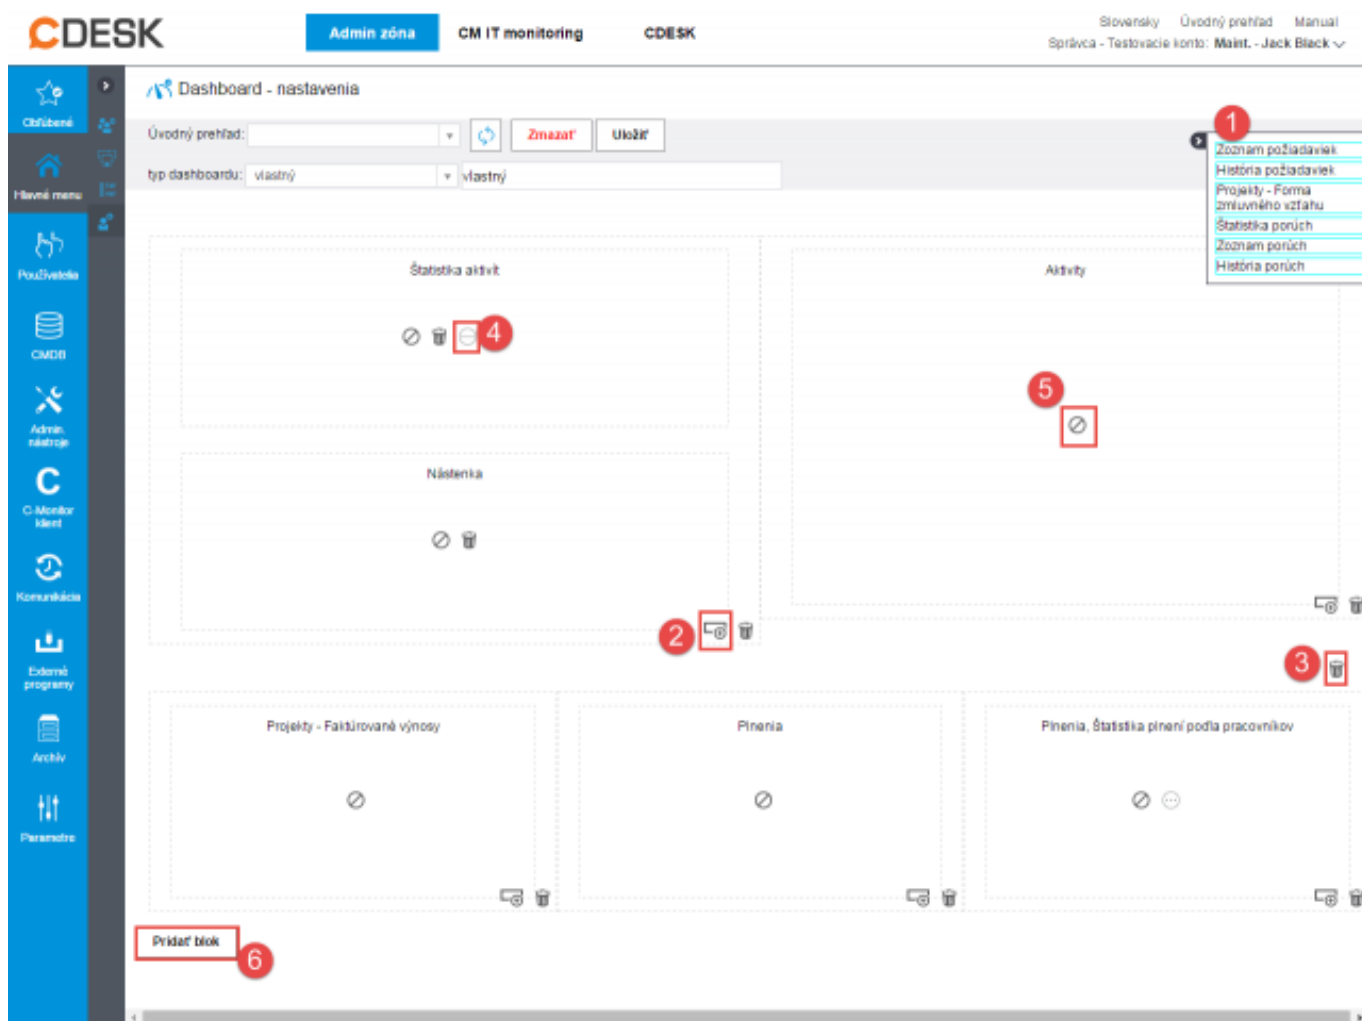 CDESK
Admin zóna
CM IT monitoring
CDESK
Slovensky Úvodný prehľad Manual
Správca - Testovacie konto: Maint. - Jack Black
Obľúbené
Hlavné menu
Používatelia
CMDB
Admin.
nástroje
C
C-Monitor
klient
Komunikácia
Externé
programy
Archív
Parametre
Dashboard - nastavenia
Úvodný prehľad:
Zmazať
Uložiť
typ dashboardu: vlastný
vlastný
1
Zoznam požiadaviek
História požiadaviek
Projekty - Forma
zmluvného vzťahu
Štatistika porúch
Zoznam porúch
História porúch
Štatistika aktivít
4
Aktivity
5
Nástenka
2
3
Projekty - Faktúrované výnosy
Plnenia
Plnenia, Štatistika plnení podľa pracovníkov
Pridať blok
6